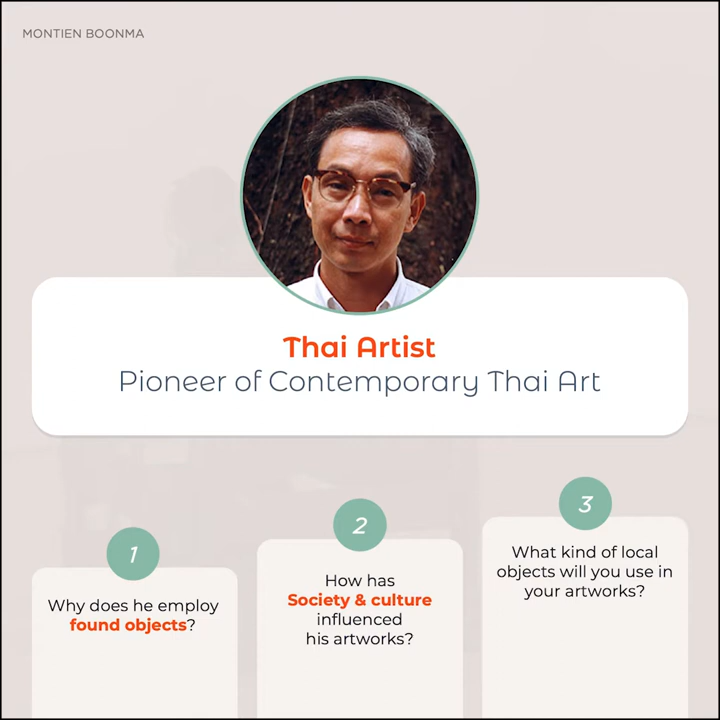 MONTIEN BOONMA
Thai Artist
Pioneer of Contemporary Thai Art
1
Why does he employ
found objects?
2
How has
Society & culture
influenced
his artworks?
3
What kind of local
objects will you use in
your artworks?